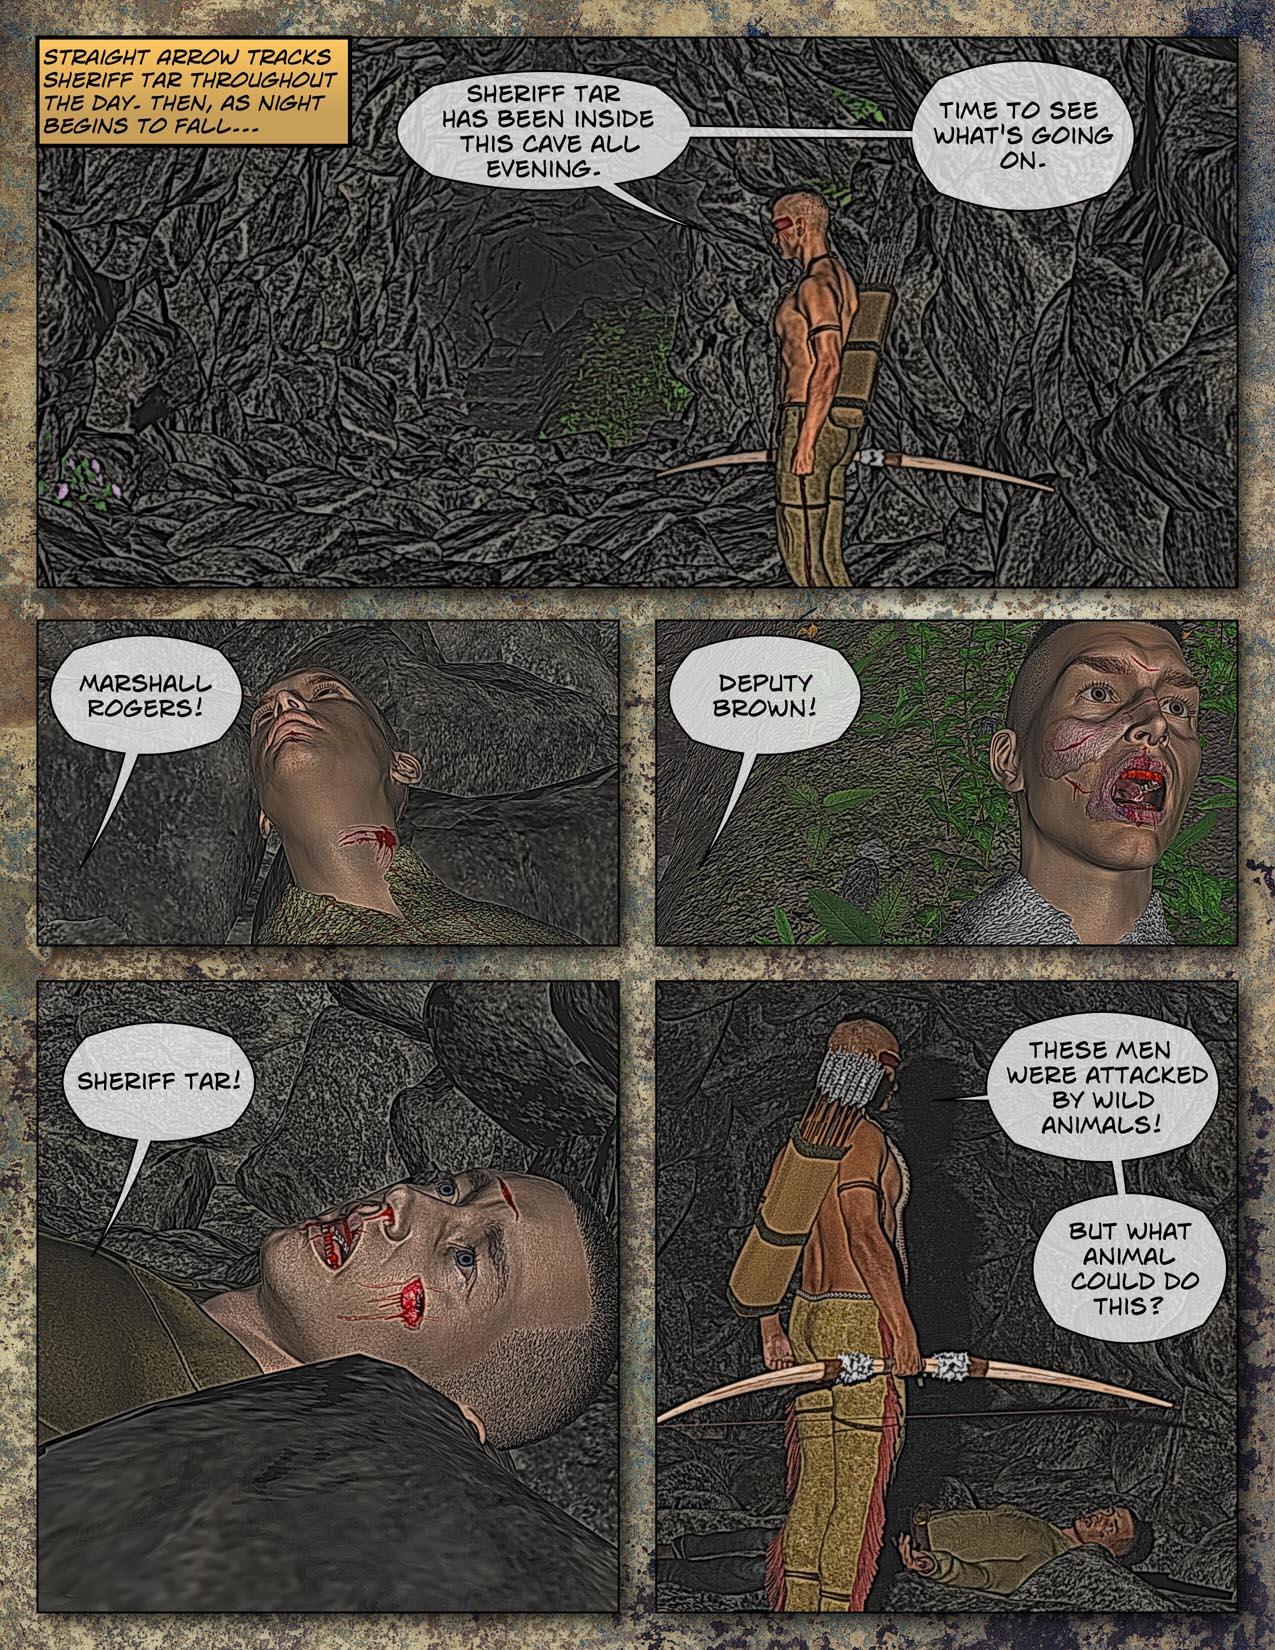 STRAIGHT ARROW TRACKS
SHERIFF TAR THROUGHOUT
THE DAY. THEN, AS NIGHT
BEGINS TO FALL...
SHERIFF TAR
HAS BEEN INSIDE
THIS CAVE ALL
EVENING.
TIME TO SEE
WHAT'S GOING
ON.
MARSHALL
ROGERS!
DEPUTY
BROWN!
SHERIFF TAR!
THESE MEN
WERE ATTACKED
BY WILD
ANIMALS!
BUT WHAT
ANIMAL
COULD DO
THIS?